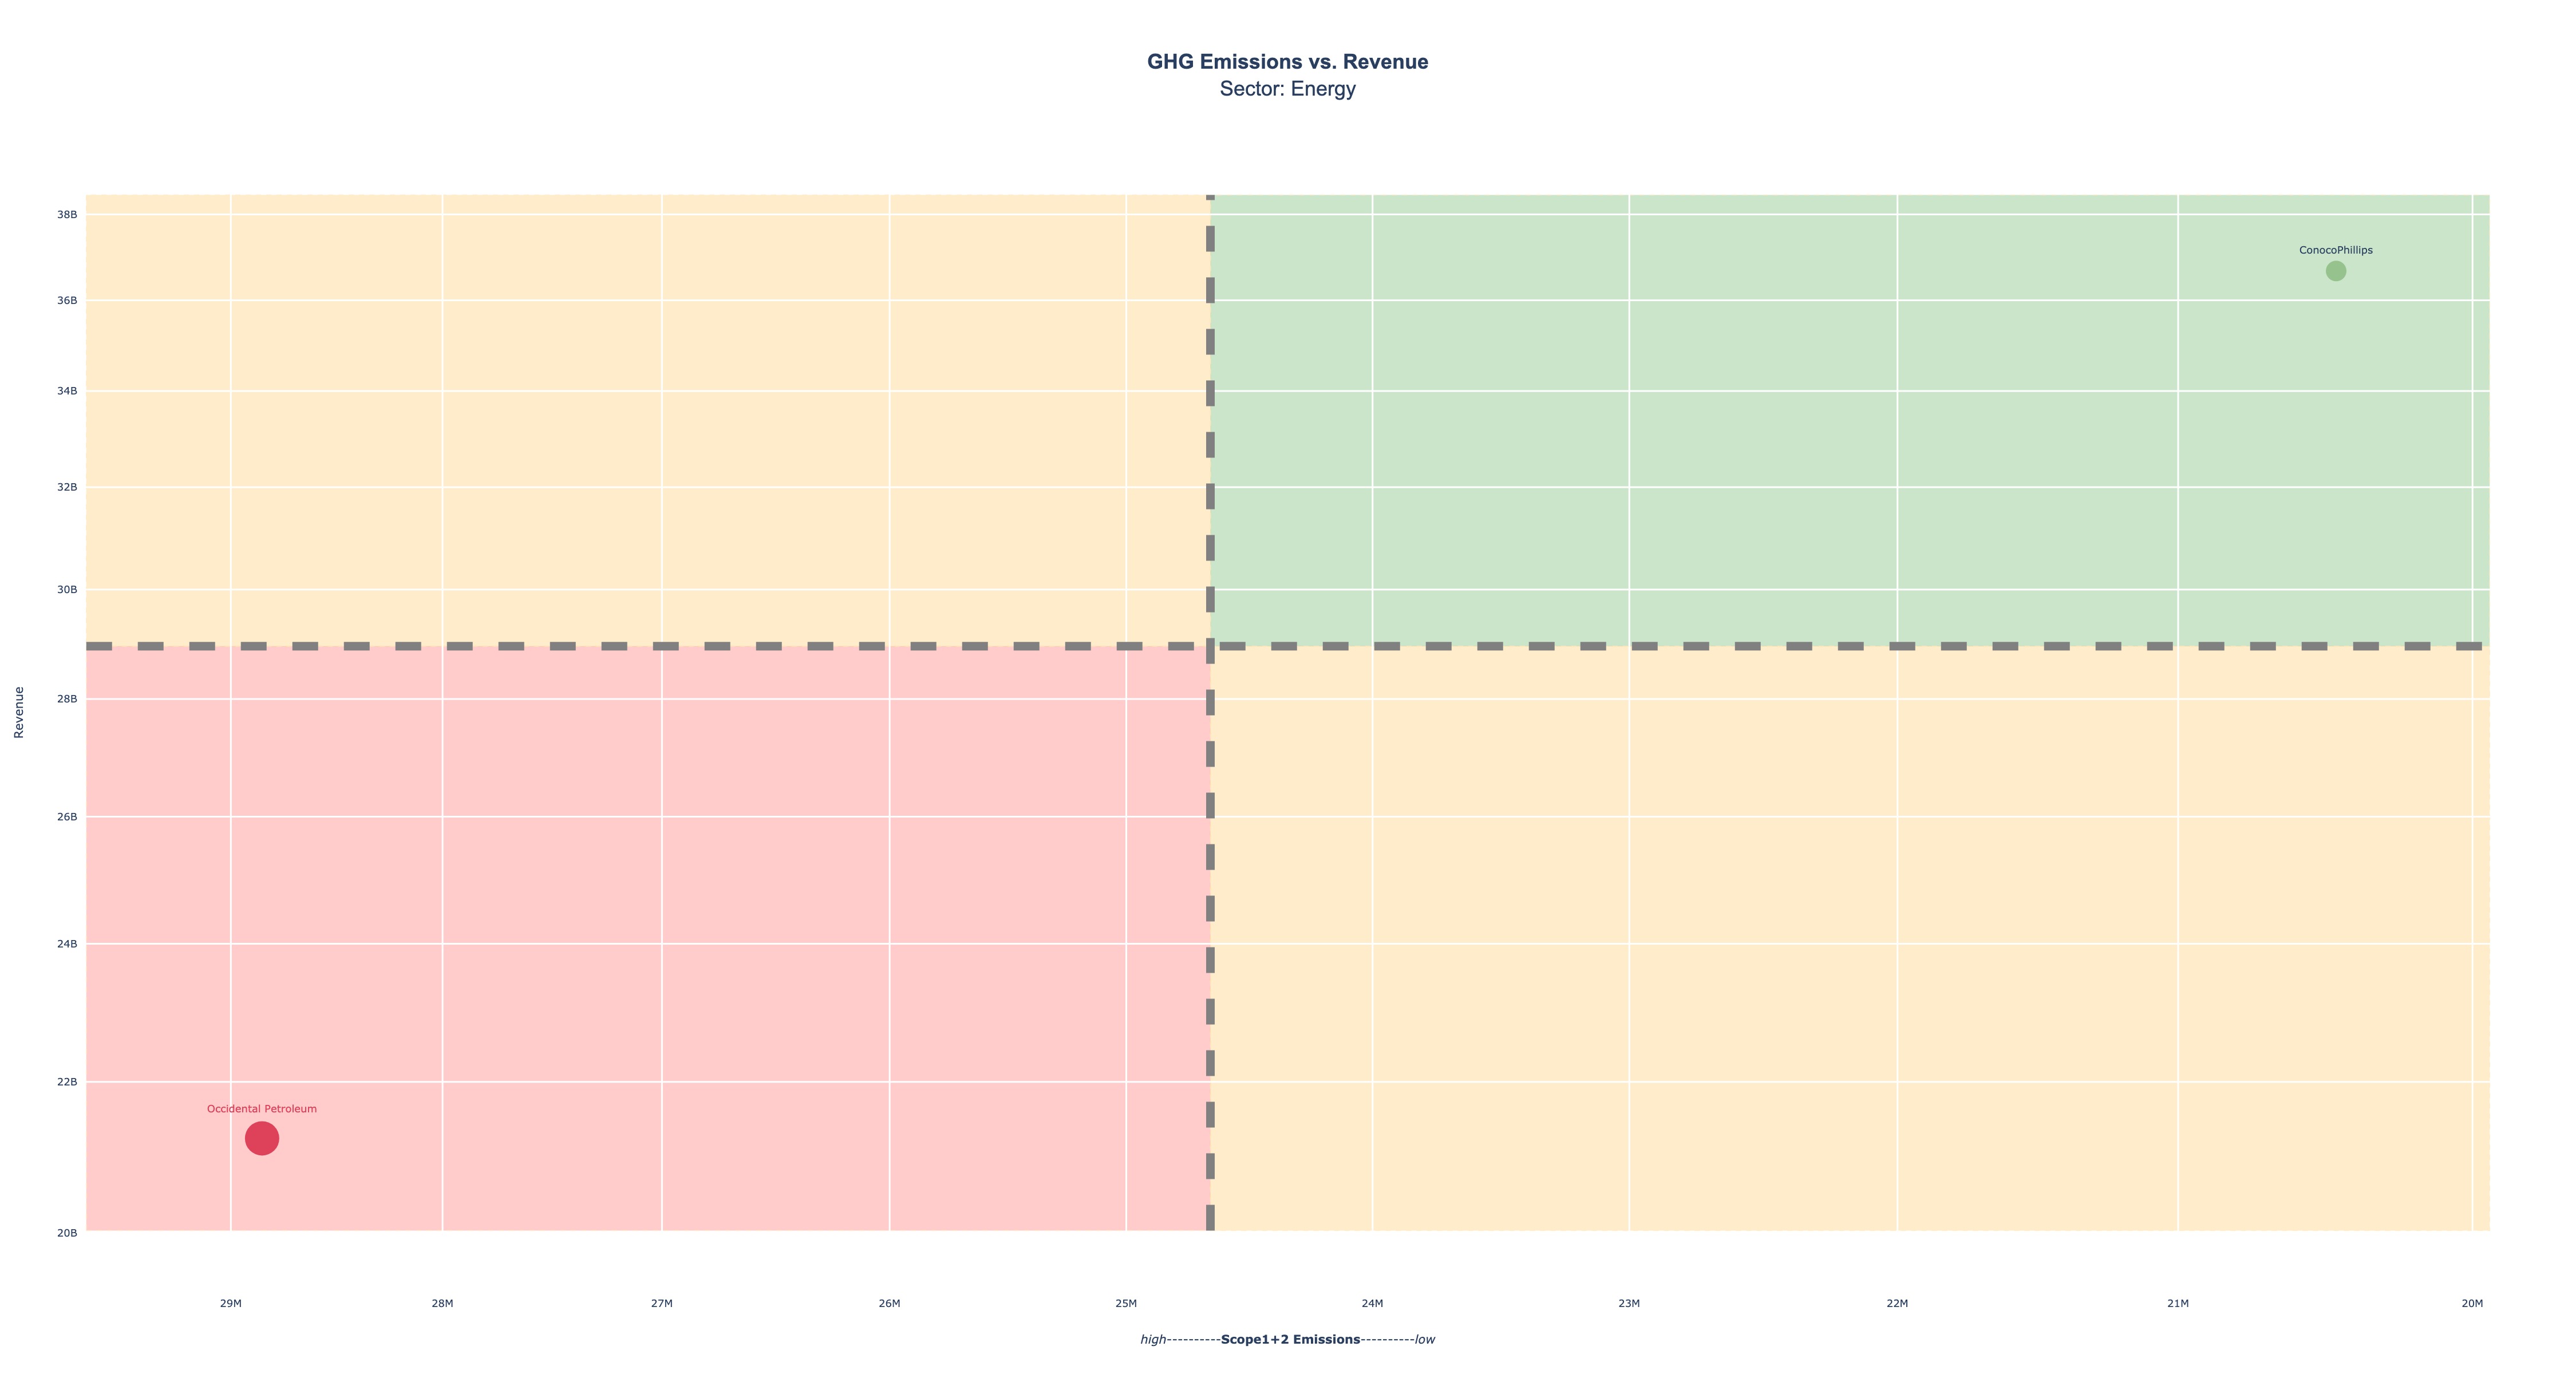 GHG Emissions vs. Revenue
Sector: Energy
38B
ConocoPhillips
36B
34B
32B
30B
28B
Revenue
26B
24B
22B
Occidental Petroleum
20B
29M 28M 27M 26M 25M 24M 23M 22M 21M 20M
high----------Scope1+2 Emissions----------low